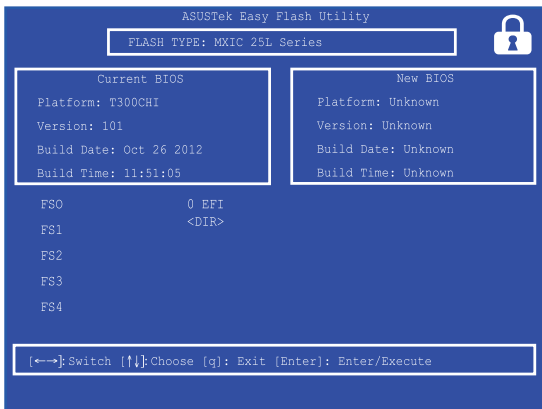 ASUSTek Easy Flash Utility
FLASH TYPE: MXIC 25L Series
Current BIOS
Platform: T300CHI
Version: 101
Build Date: Oct 26 2012
Build Time: 11:51:05
New BIOS
Platform: Unknown
Version: Unknown
Build Date: Unknown
Build Time: Unknown
FSO 0 EFI
<DIR>
FS1
FS2
FS3
FS4
[←→]:Switch [↑↓]:Choose [q]: Exit [Enter]: Enter/Execute